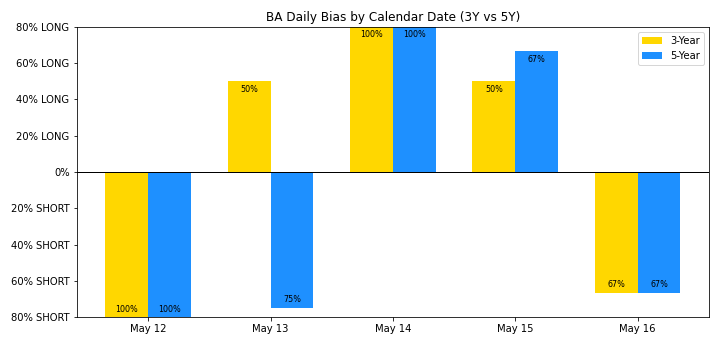 BA Daily Bias by Calendar Date (3Y vs 5Y)
80% LONG
60% LONG
40% LONG
20% LONG
0%
20% SHORT
40% SHORT
60% SHORT
80% SHORT
3-Year
5-Year
100%
100%
50%
75%
100%
100%
50%
67%
67%
67%
May 12
May 13
May 14
May 15
May 16